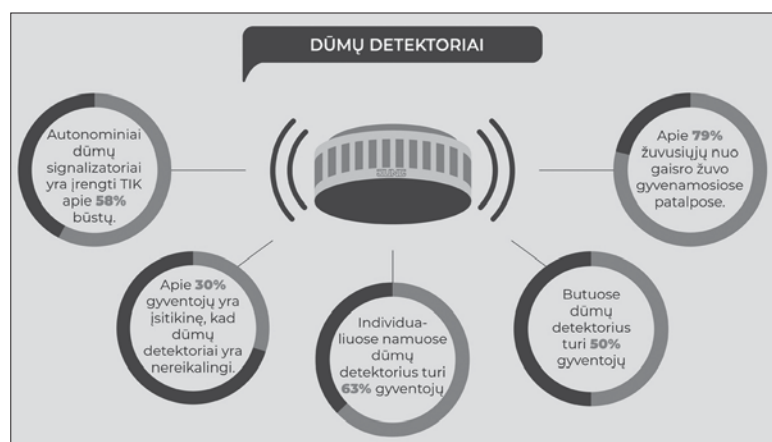 DŪMŲ DETEKTORIAI
Autonominiai
dūmų
signalizatoriai
yra įrengti TIK
apie 58%
būstų.
Apie 79%
žuvusiųjų nuo
gaisro žuvo
gyvenamosiose
patalpose.
Apie 30%
gyventojų yra
įsitikinę, kad
dūmų
detektoriai yra
nereikalingi.
Individua-
liuose namuose
dūmų
detektorius turi
63% gyventojų
Butuose
dūmų
detektorius
turi 50%
gyventojų